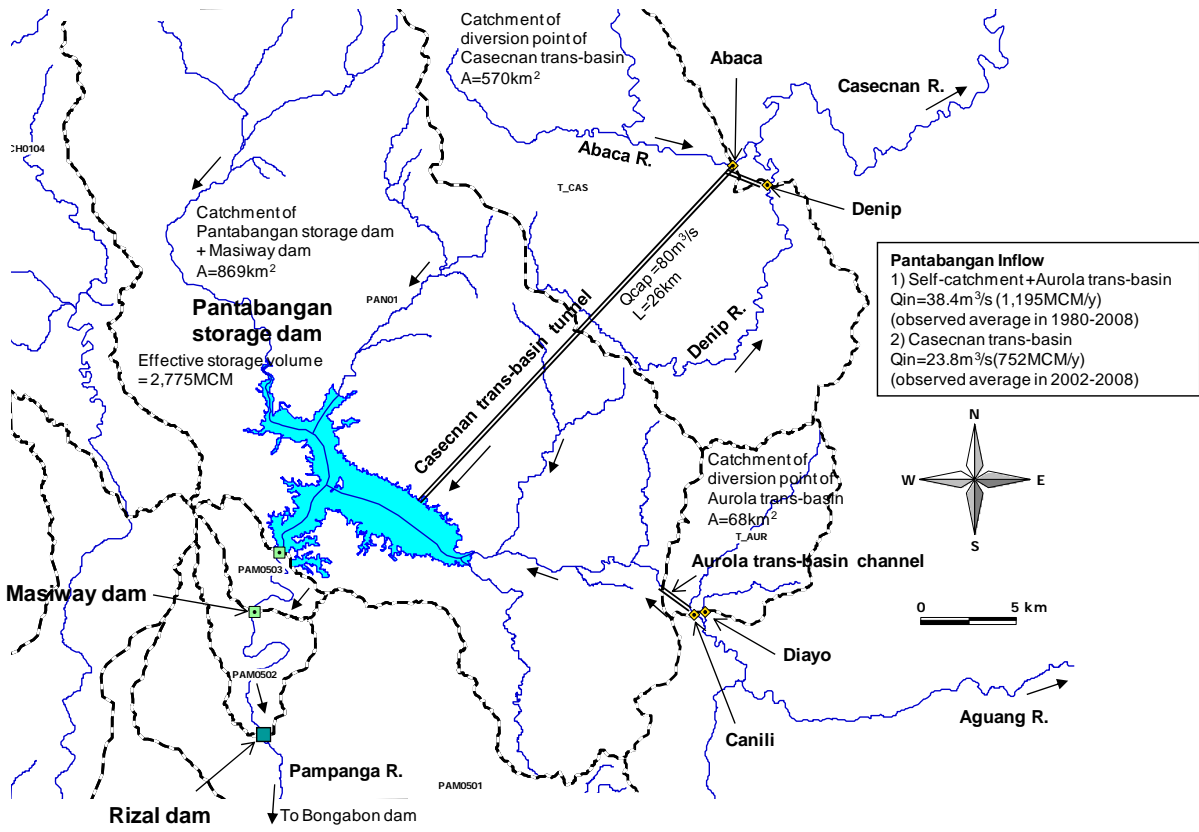 Catchment of
diversion point of
Casecnan trans-basin
A=570km²
Abaca
Casecnan R.
CH0104
Abaca R.
T_CAS
Denip
Catchment of
Pantabangan storage dam
+ Masiway dam
A=869km²
Qcap =80m³/s
L=26km
PAN01
Pantabangan
storage dam
Effective storage volume
= 2,775MCM
Casecnan trans-basin tunnel
Denip R.
Pantabangan Inflow
1) Self-catchment+Aurola trans-basin
Qin=38.4m³/s (1,195MCM/y)
(observed average in 1980-2008)
2) Casecnan trans-basin
Qin=23.8m³/s(752MCM/y)
(observed average in 2002-2008)
N
W
E
S
Catchment of
diversion point of
Aurola trans-basin
A=68km²
T_AUR
Aurola trans-basin channel
PAM0503
Masiway dam
0 5 km
Diayo
PAM0502
Aguang R.
Canili
Pampanga R.
PAM0501
Rizal dam
To Bongabon dam